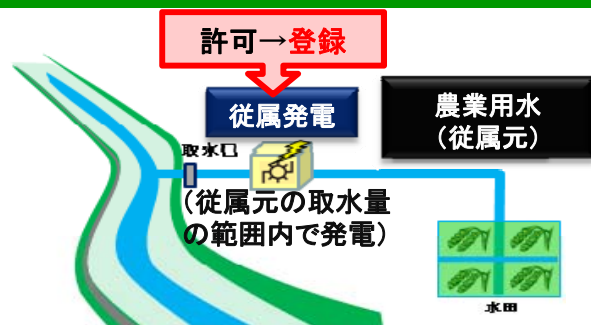 許可→登録
従属発電
農業用水
（従属元）
取水口
（従属元の取水量
の範囲内で発電）
水田